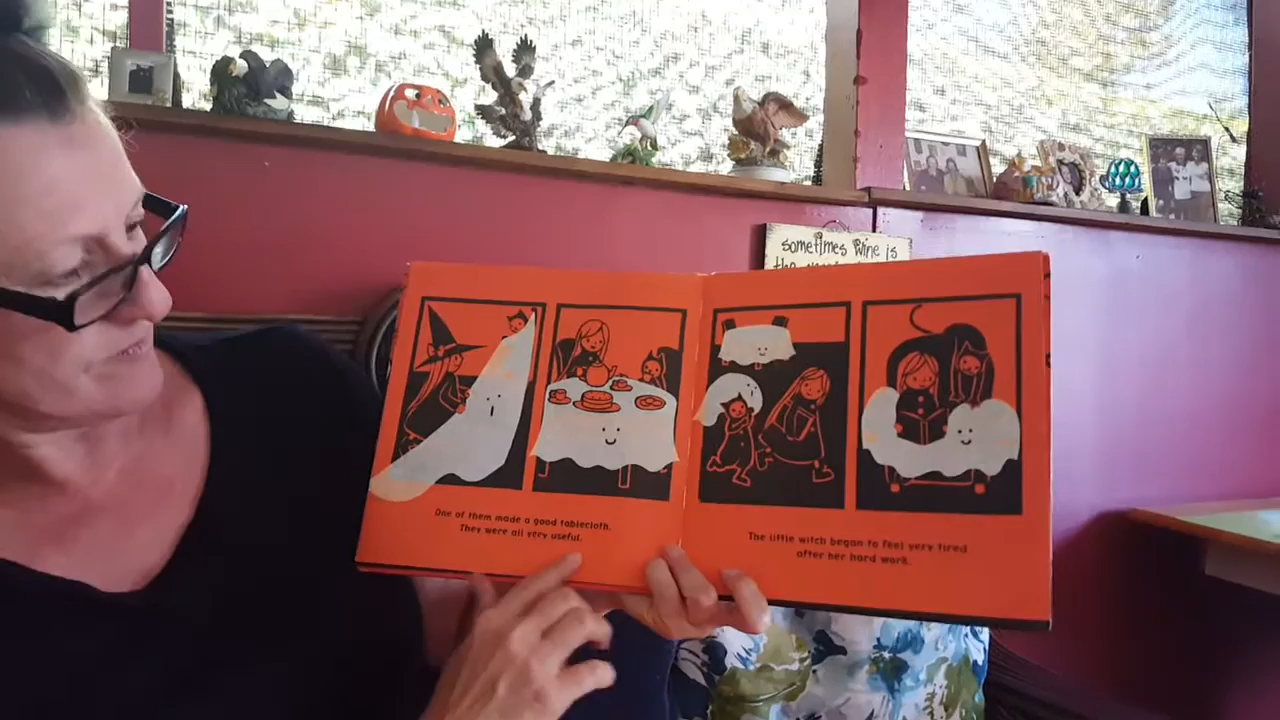 sometimes wine is
the
One of them made a good tablecloth.
They were all very useful.
The little witch began to feel very tired
after her hard work.